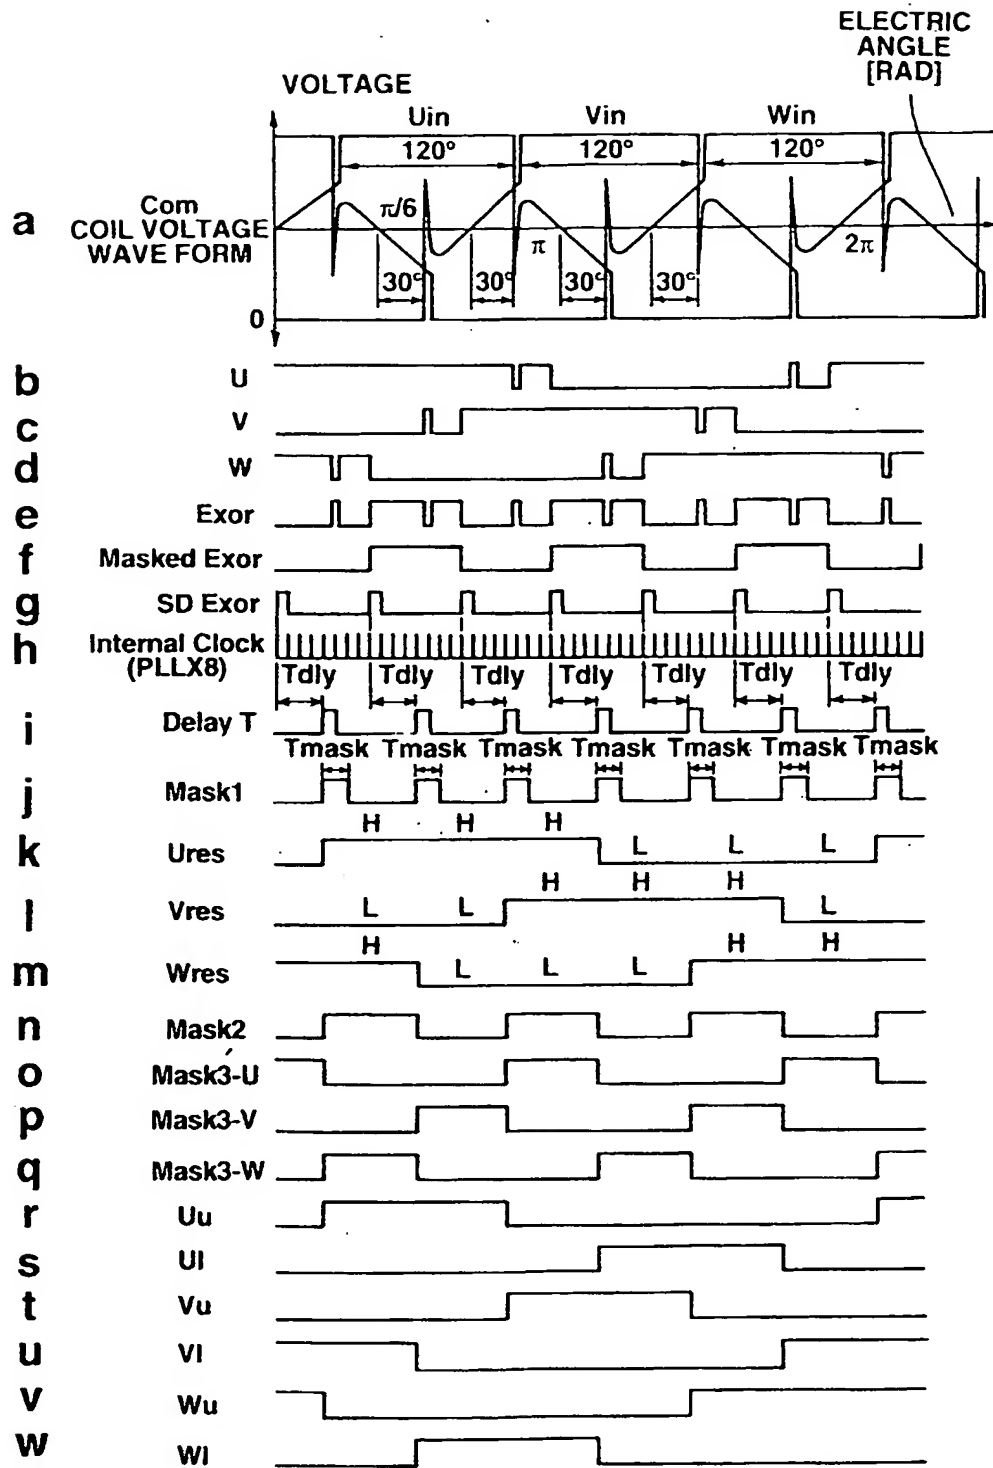 ELECTRIC
ANGLE
[RAD]
VOLTAGE
Uin Vin Win
120° 120° 120°
a
Com
COIL VOLTAGE
WAVE FORM
π/6 π 2π
30° 30° 30° 30°
0
b U
c V
d W
e Exor
f Masked Exor
g SD Exor
h Internal Clock
(PLLX8)
Tdly Tdly Tdly Tdly Tdly Tdly Tdly
i Delay T
Tmask Tmask Tmask Tmask Tmask Tmask Tmask
j Mask1
H H H
k Ures L L L
H H H
l Vres L L L
H H H
m Wres L L L
n Mask2
o Mask3-U
p Mask3-V
q Mask3-W
r Uu
s Ul
t Vu
u Vl
v Wu
w Wl